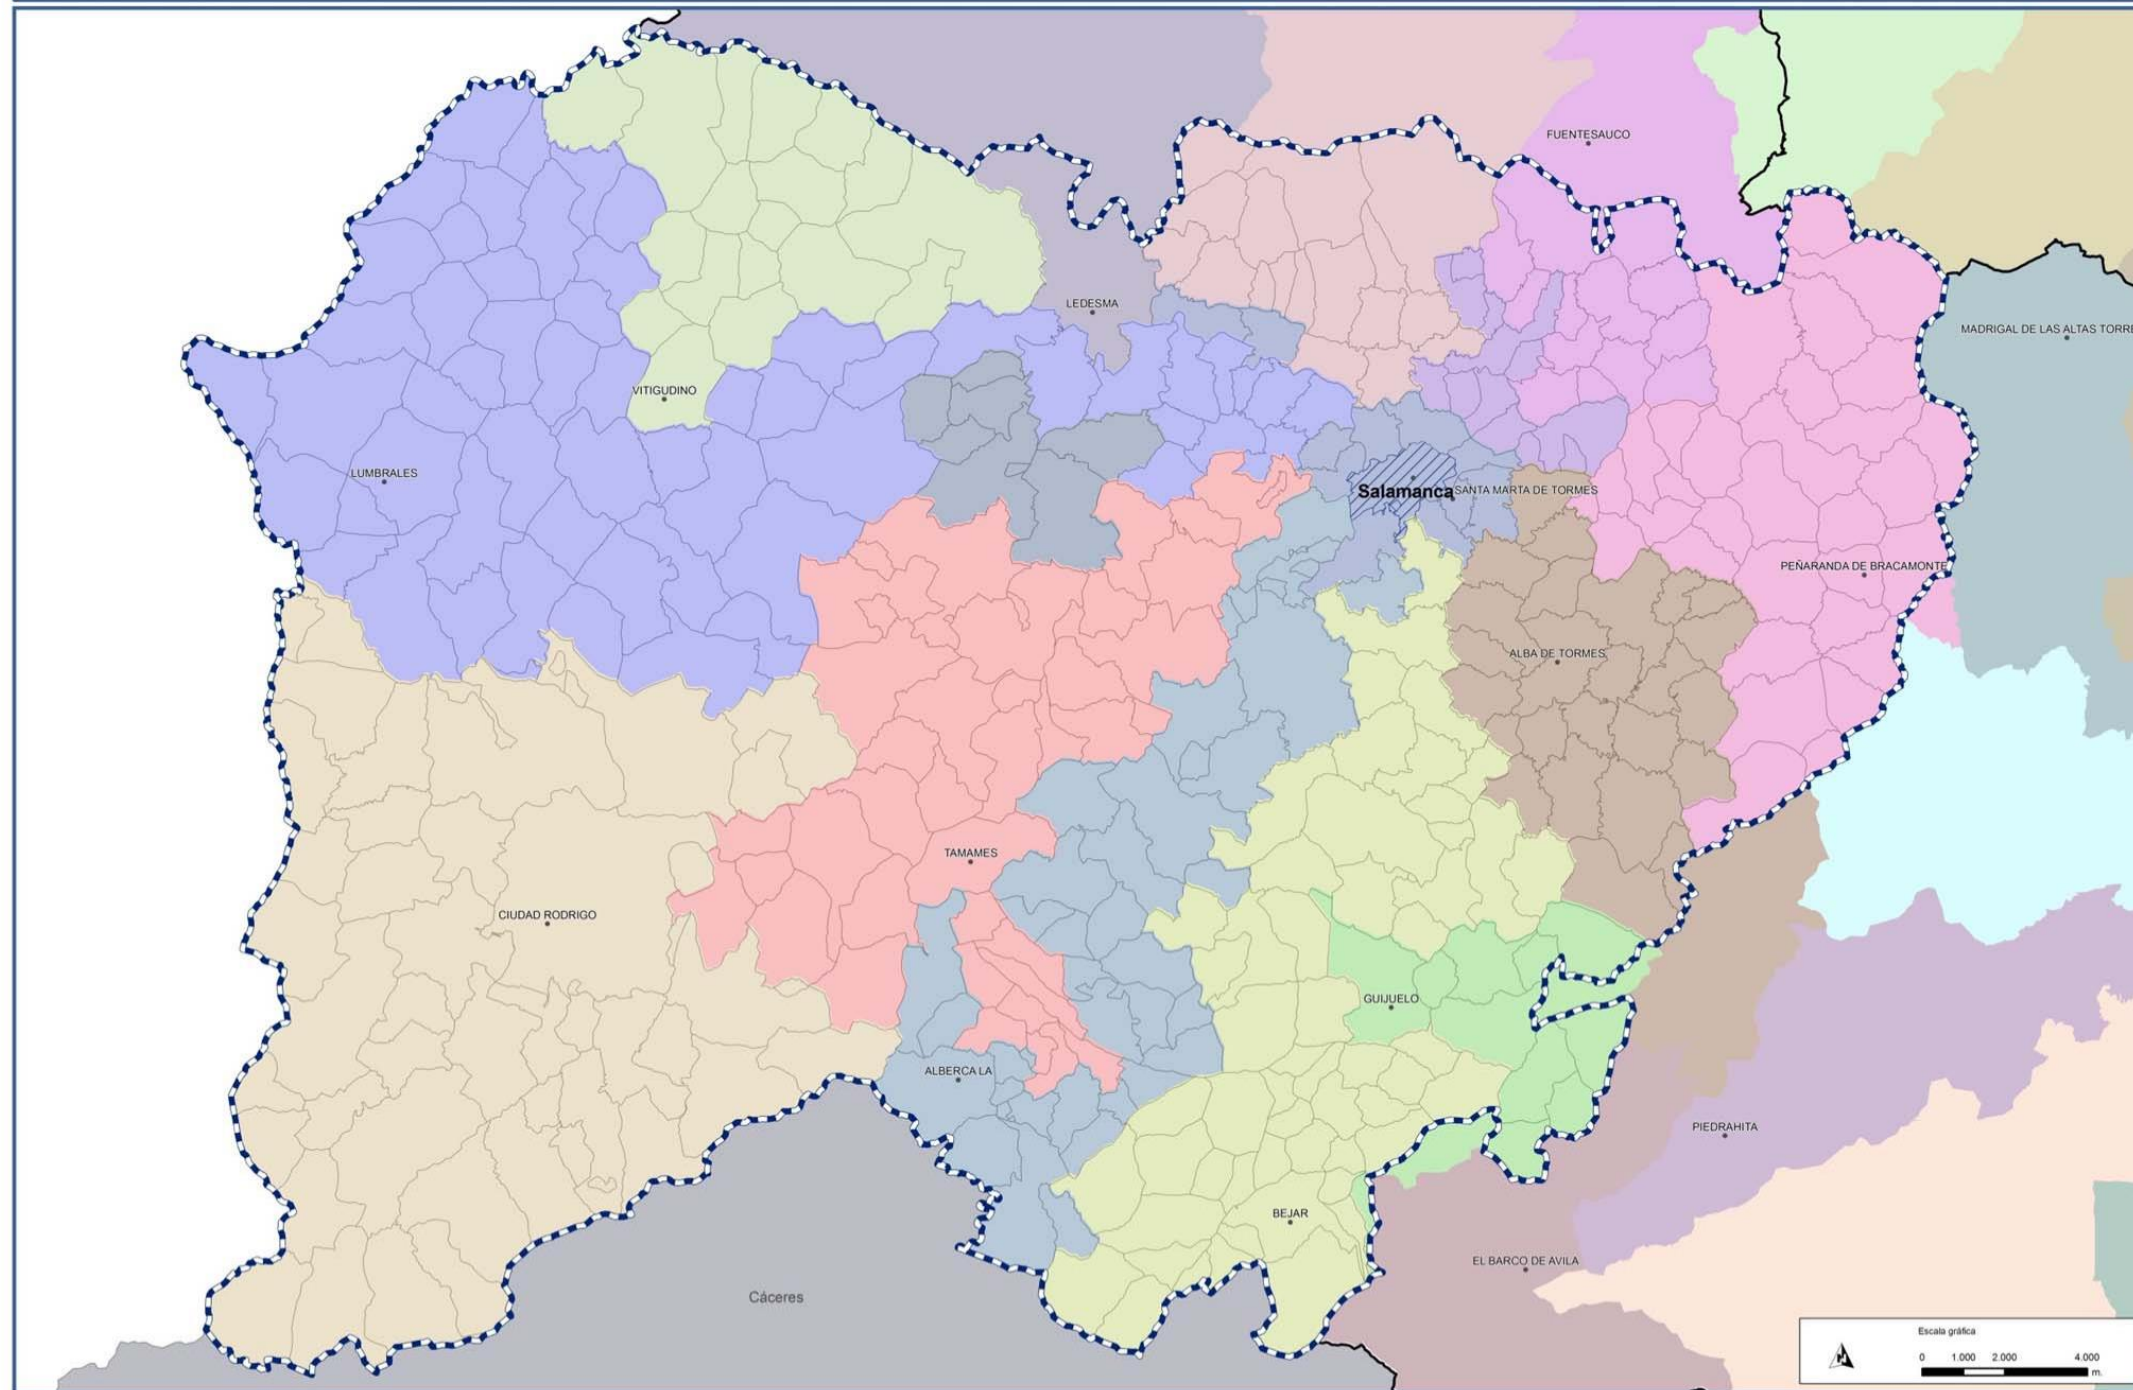 FUENTESAUCO
LEDESMA
MADRIGAL DE LAS ALTAS TORRE
VITIGUDINO
LUMBRALES
Salamanca
SANTA MARTA DE TORMES
PEÑARANDA DE BRACAMONTE
ALBA DE TORMES
TAMAMES
CIUDAD RODRIGO
GUIJUELO
ALBERCA LA
PIEDRAHITA
BEJAR
EL BARCO DE AVILA
Cáceres
Escala gráfica
0 1.000 2.000 4.000
m.